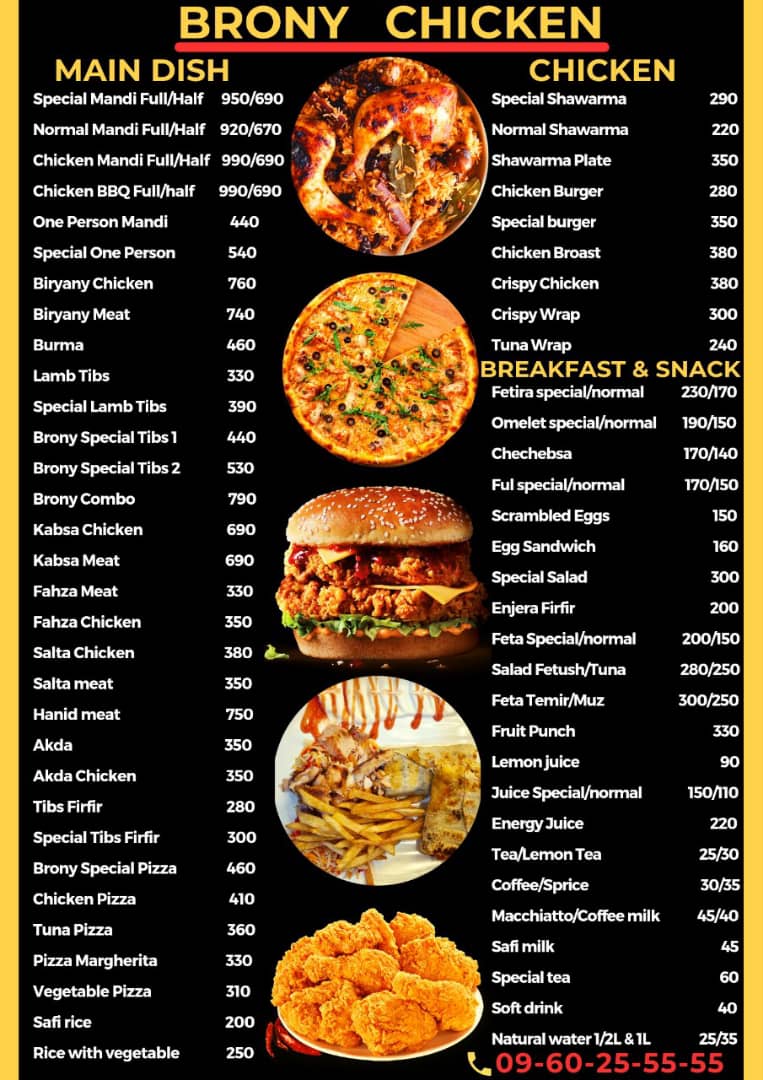 BRONY CHICKEN
MAIN DISH
Special Mandi Full/Half 950/690
Normal Mandi Full/Half 920/670
Chicken Mandi Full/Half 990/690
Chicken BBQ Full/half 990/690
One Person Mandi 440
Special One Person 540
Biryany Chicken 760
Biryany Meat 740
Burma 460
Lamb Tibs 330
Special Lamb Tibs 390
Brony Special Tibs 1 440
Brony Special Tibs 2 530
Brony Combo 790
Kabsa Chicken 690
Kabsa Meat 690
Fahza Meat 330
Fahza Chicken 350
Salta Chicken 380
Salta meat 350
Hanid meat 750
Akda 350
Akda Chicken 350
Tibs Firfir 280
Special Tibs Firfir 300
Brony Special Pizza 460
Chicken Pizza 410
Tuna Pizza 360
Pizza Margherita 330
Vegetable Pizza 310
Safi rice 200
Rice with vegetable 250
CHICKEN
Special Shawarma 290
Normal Shawarma 220
Shawarma Plate 350
Chicken Burger 280
Special burger 350
Chicken Broast 380
Crispy Chicken 380
Crispy Wrap 300
Tuna Wrap 240
BREAKFAST & SNACK
Fetira special/normal 230/170
Omelet special/normal 190/150
Chechebsa 170/140
Ful special/normal 170/150
Scrambled Eggs 150
Egg Sandwich 160
Special Salad 300
Enjera Firfir 200
Feta Special/normal 200/150
Salad Fetush/Tuna 280/250
Feta Temir/Muz 300/250
Fruit Punch 330
Lemon juice 90
Juice Special/normal 150/110
Energy Juice 220
Tea/Lemon Tea 25/30
Coffee/Sprice 30/35
Macchiatto/Coffee milk 45/40
Safi milk 45
Special tea 60
Soft drink 40
Natural water 1/2L & 1L 25/35
09-60-25-55-55